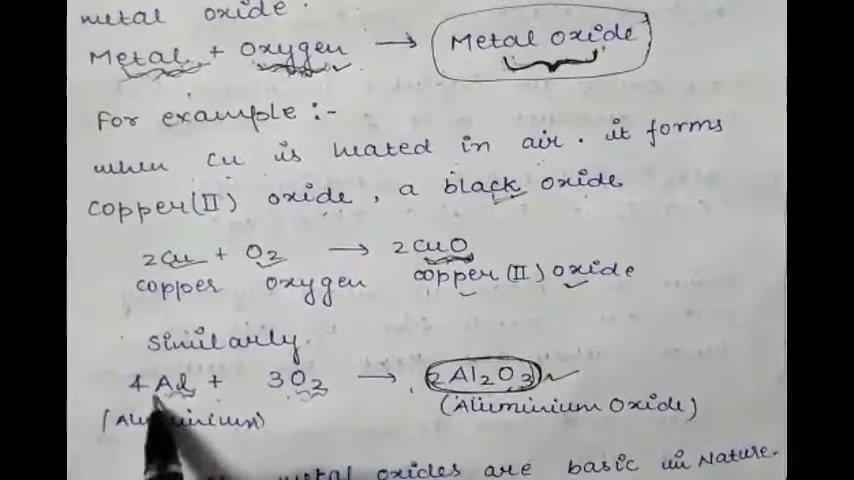 metal oxide.
Metal + Oxygen → Metal oxide
For example :-
when Cu is heated in air. it forms
copper(II) oxide, a black oxide
2Cu + O2 → 2CuO
copper oxygen copper(II) oxide
similarly
4Al + 3O2 → 2Al2O3
(Aluminium) (Aluminium Oxide)
metal oxides are basic in Nature.